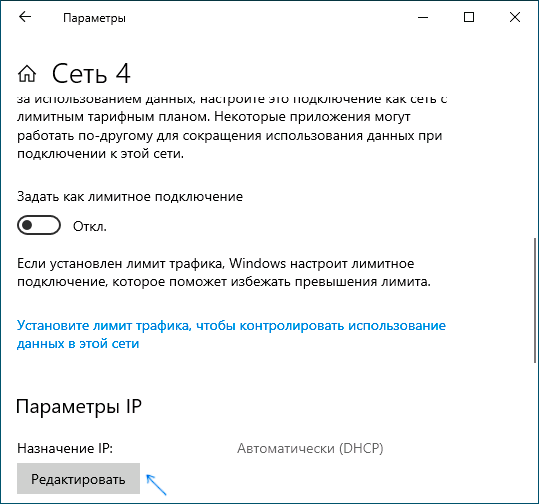 Параметры
Сеть 4
за использованием данных, настройте это подключение как сеть с
лимитным тарифным планом. Некоторые приложения могут
работать по-другому для сокращения использования данных при
подключении к этой сети.
Задать как лимитное подключение
Откл.
Если установлен лимит трафика, Windows настроит лимитное
подключение, которое поможет избежать превышения лимита.
Установите лимит трафика, чтобы контролировать использование
данных в этой сети
Параметры IP
Назначение IP: Автоматически (DHCP)
Редактировать